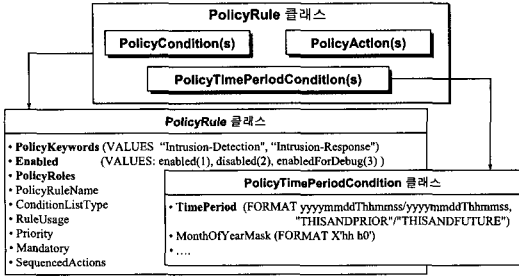 PolicyRule 클래스
PolicyCondition(s)
PolicyAction(s)
PolicyTimePeriodCondition(s)
PolicyRule 클래스
• PolicyKeywords (VALUES "Intrusion-Detection", "Intrusion-Response")
• Enabled (VALUES: enabled(1), disabled(2), enabledForDebug(3) )
• PolicyRoles
• PolicyRuleName
• ConditionListType
• RuleUsage
• Priority
• Mandatory
• SequencedActions
PolicyTimePeriodCondition 클래스
• TimePeriod (FORMAT yyyymmddThhmmss/yyyymmddThhmmss,
"THISANDPRIOR"/"THISANDFUTURE")
• MonthOfYearMask (FORMAT X'hh h0')
• ....